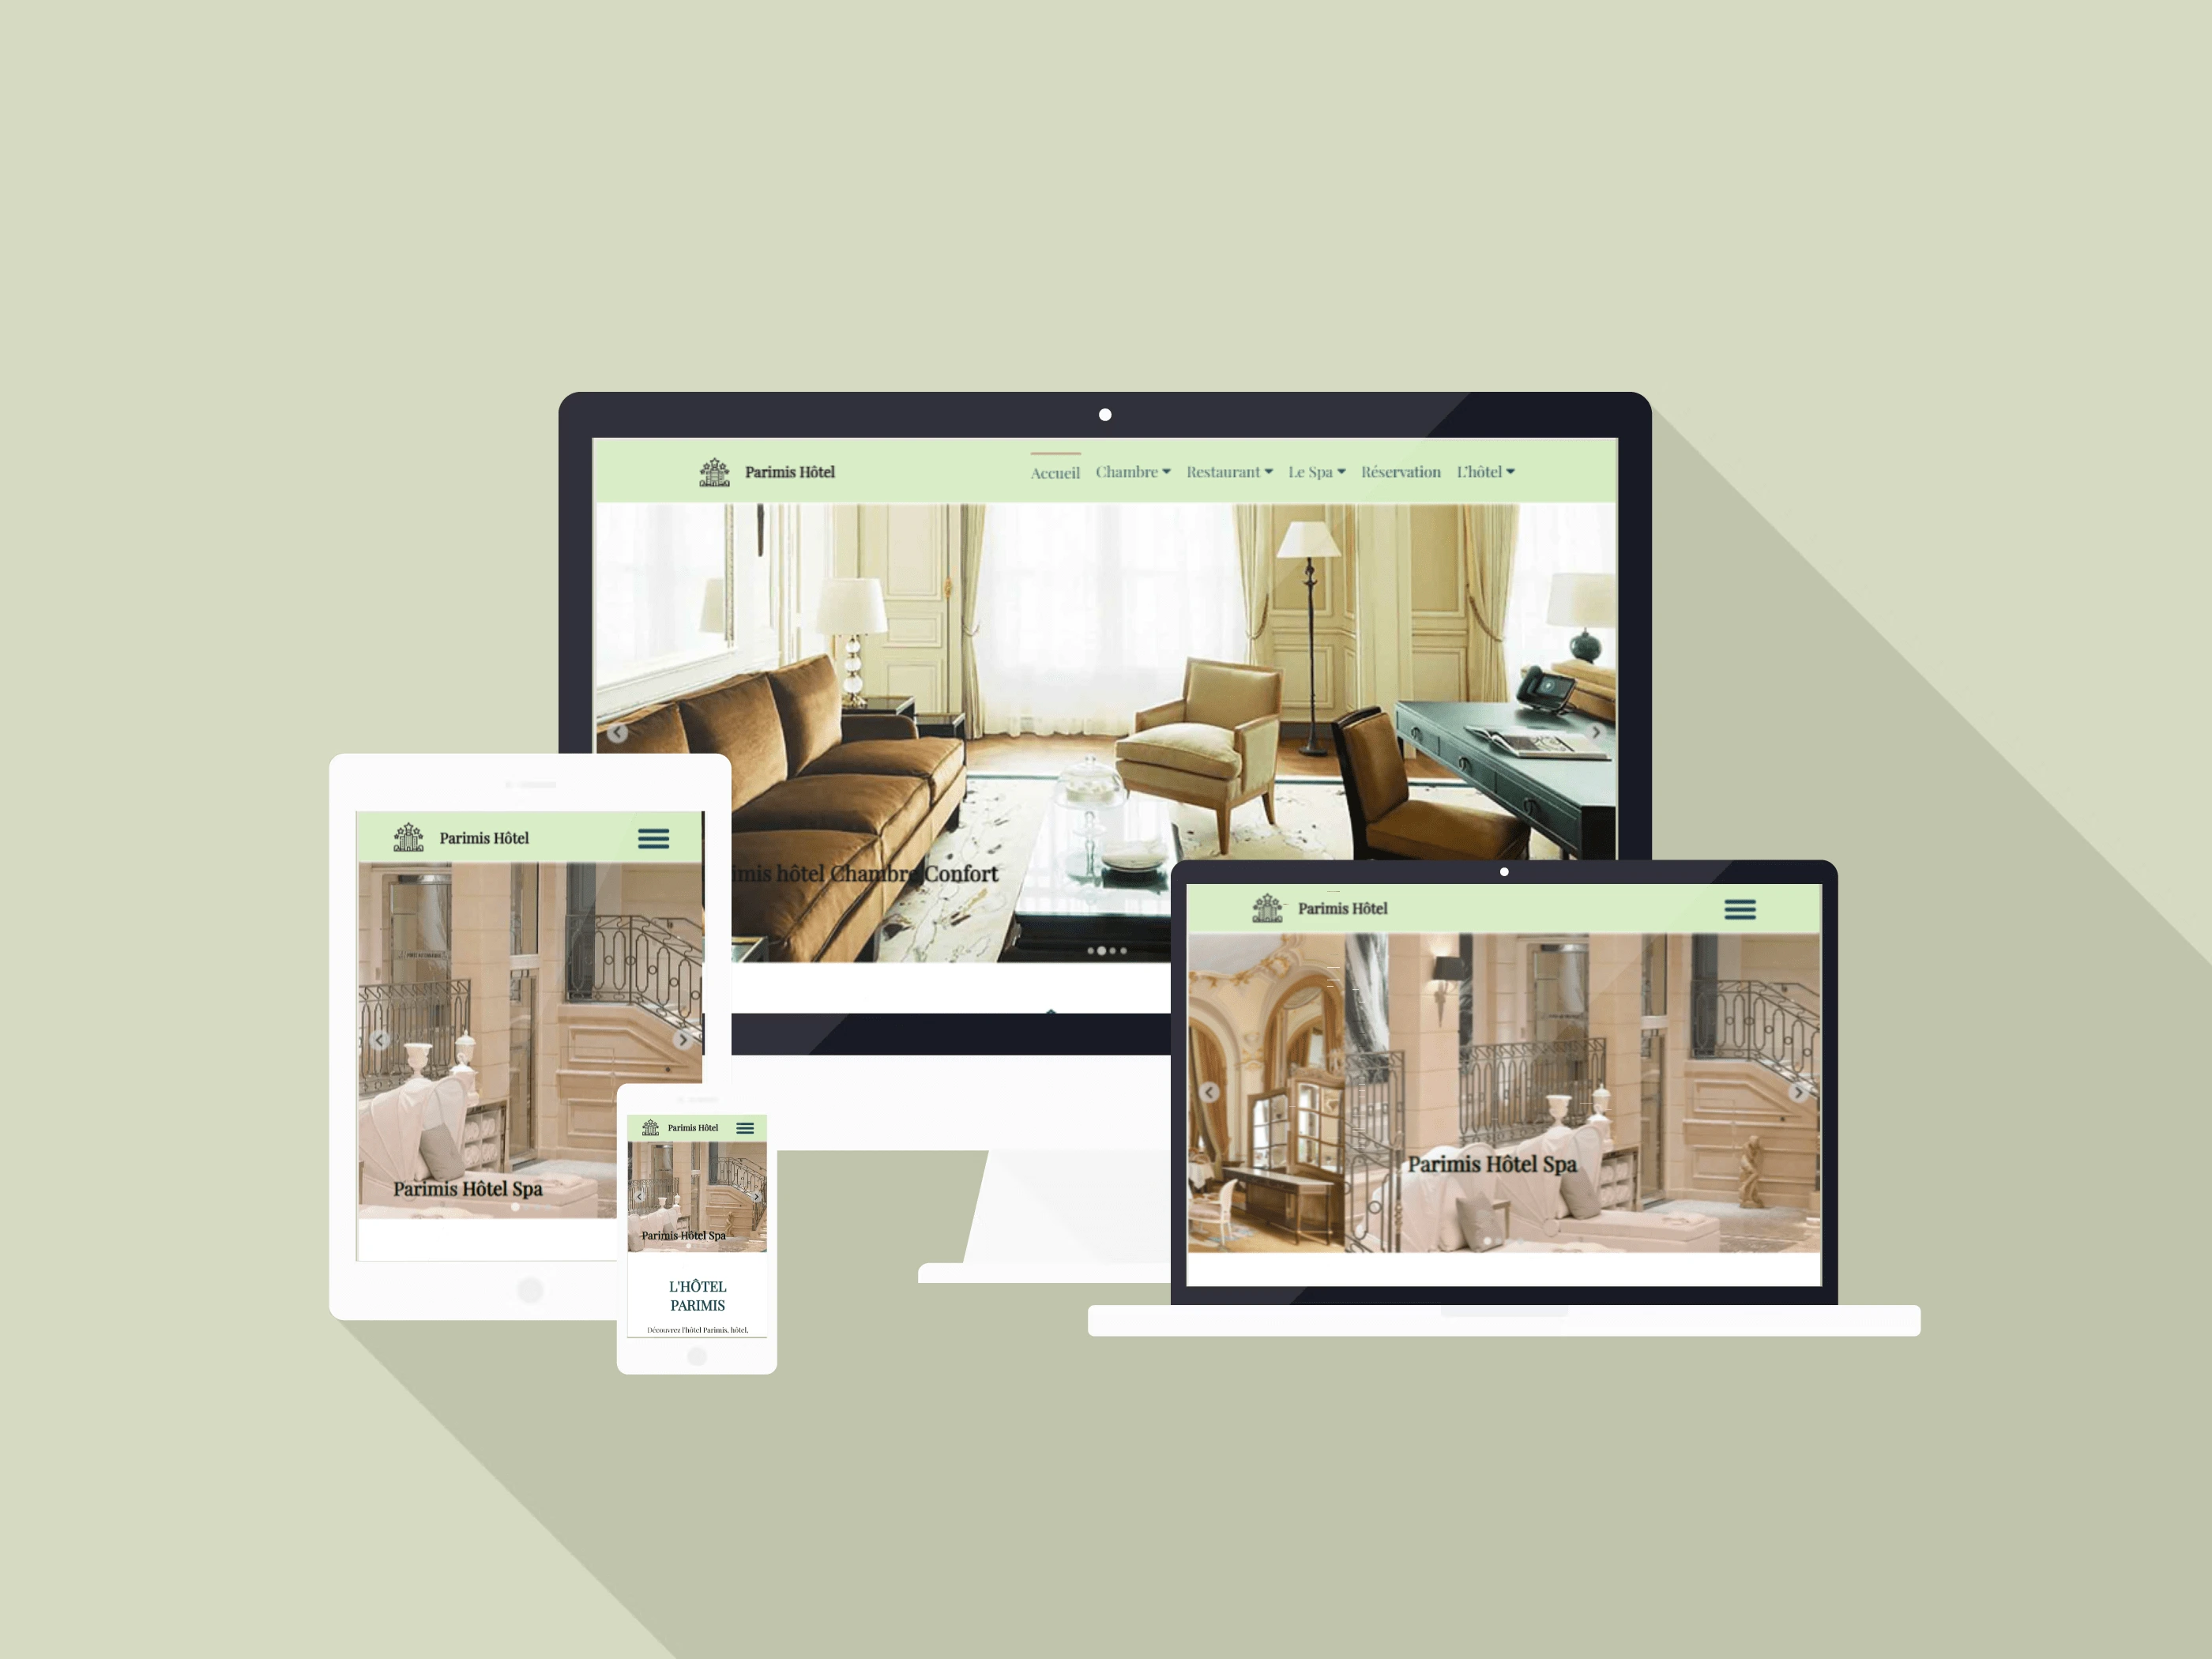 Parimis Hôtel
Accueil Chambre Restaurant Le Spa Réservation L'hôtel
imis hôtel Chambre Confort
Parimis Hôtel
Parimis Hôtel Spa
Parimis Hôtel
Parimis Hôtel Spa
L'HÔTEL
PARIMIS
Découvrez l'hôtel Parimis, hôtel,
Parimis Hôtel
Parimis Hôtel Spa